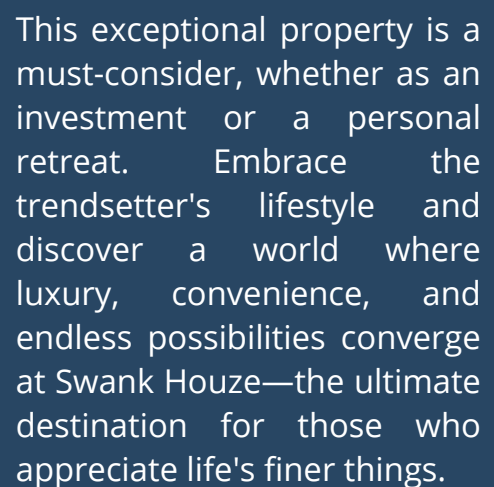 This exceptional property is a
must-consider, whether as an
investment or a personal
retreat. Embrace the
trendsetter's lifestyle and
discover a world where
luxury, convenience, and
endless possibilities converge
at Swank Houze—the ultimate
destination for those who
appreciate life's finer things.